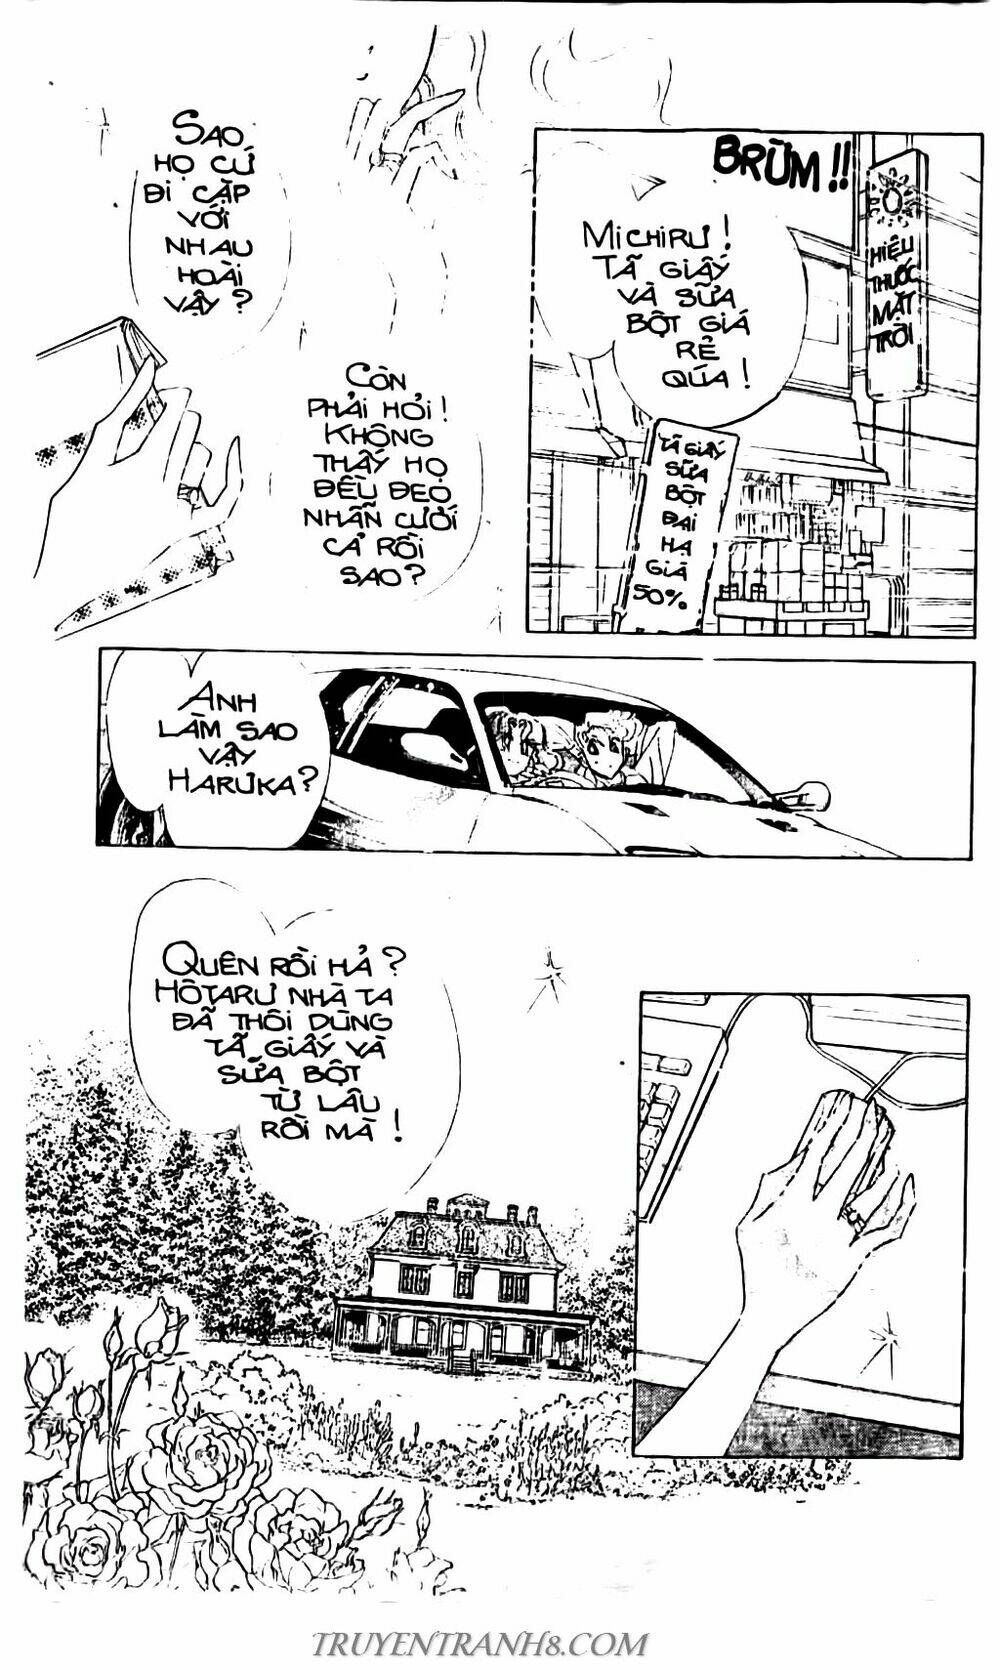 SAO
HỌ CỨ
ĐI CẶP
VỚI
NHAU
HOÀI
VẬY?
CÒN
PHẢI HỎI!
KHÔNG
THẤY HỌ
ĐỀU ĐEO
NHẪN CƯỚI
CẢ RỒI
SAO?
BRÙM!!
MICHIRU!
TÃ GIẤY
VÀ SỮA
BỘT GIÁ
RẺ
QÚA!
HIỆU
THUỐC
MẶT
TRỜI
TÃ GIẤY
SỮA
BỘT
ĐẠI
HẠ
GIÁ
50%
ANH
LÀM SAO
VẬY
HARUKA?
QUÊN RỒI HẢ?
HÔTARU NHÀ TA
ĐÃ THÔI DÙNG
TÃ GIẤY VÀ
SỮA BỘT
TỪ LÂU
RỒI MÀ!
TRUYENTRANH8.COM